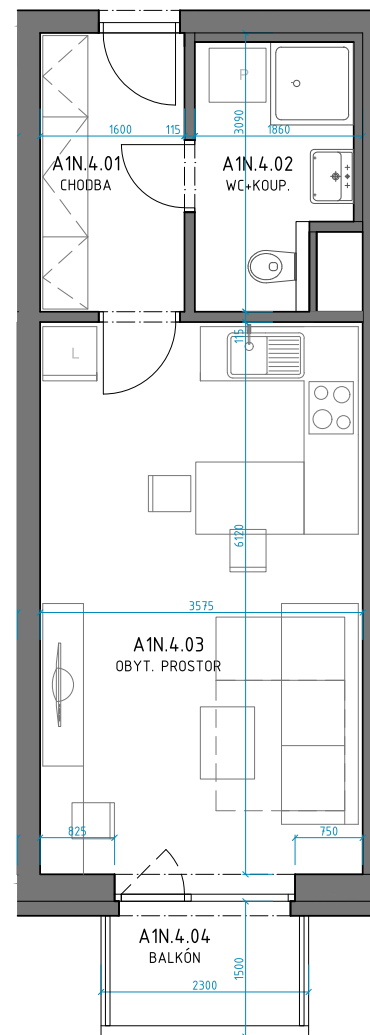 P
1600
115
3090
1860
A1N.4.01
CHODBA
A1N.4.02
WC+KOUP.
115
L
6120
3575
A1N.4.03
OBYT. PROSTOR
825
750
A1N.4.04
BALKÓN
1500
2300